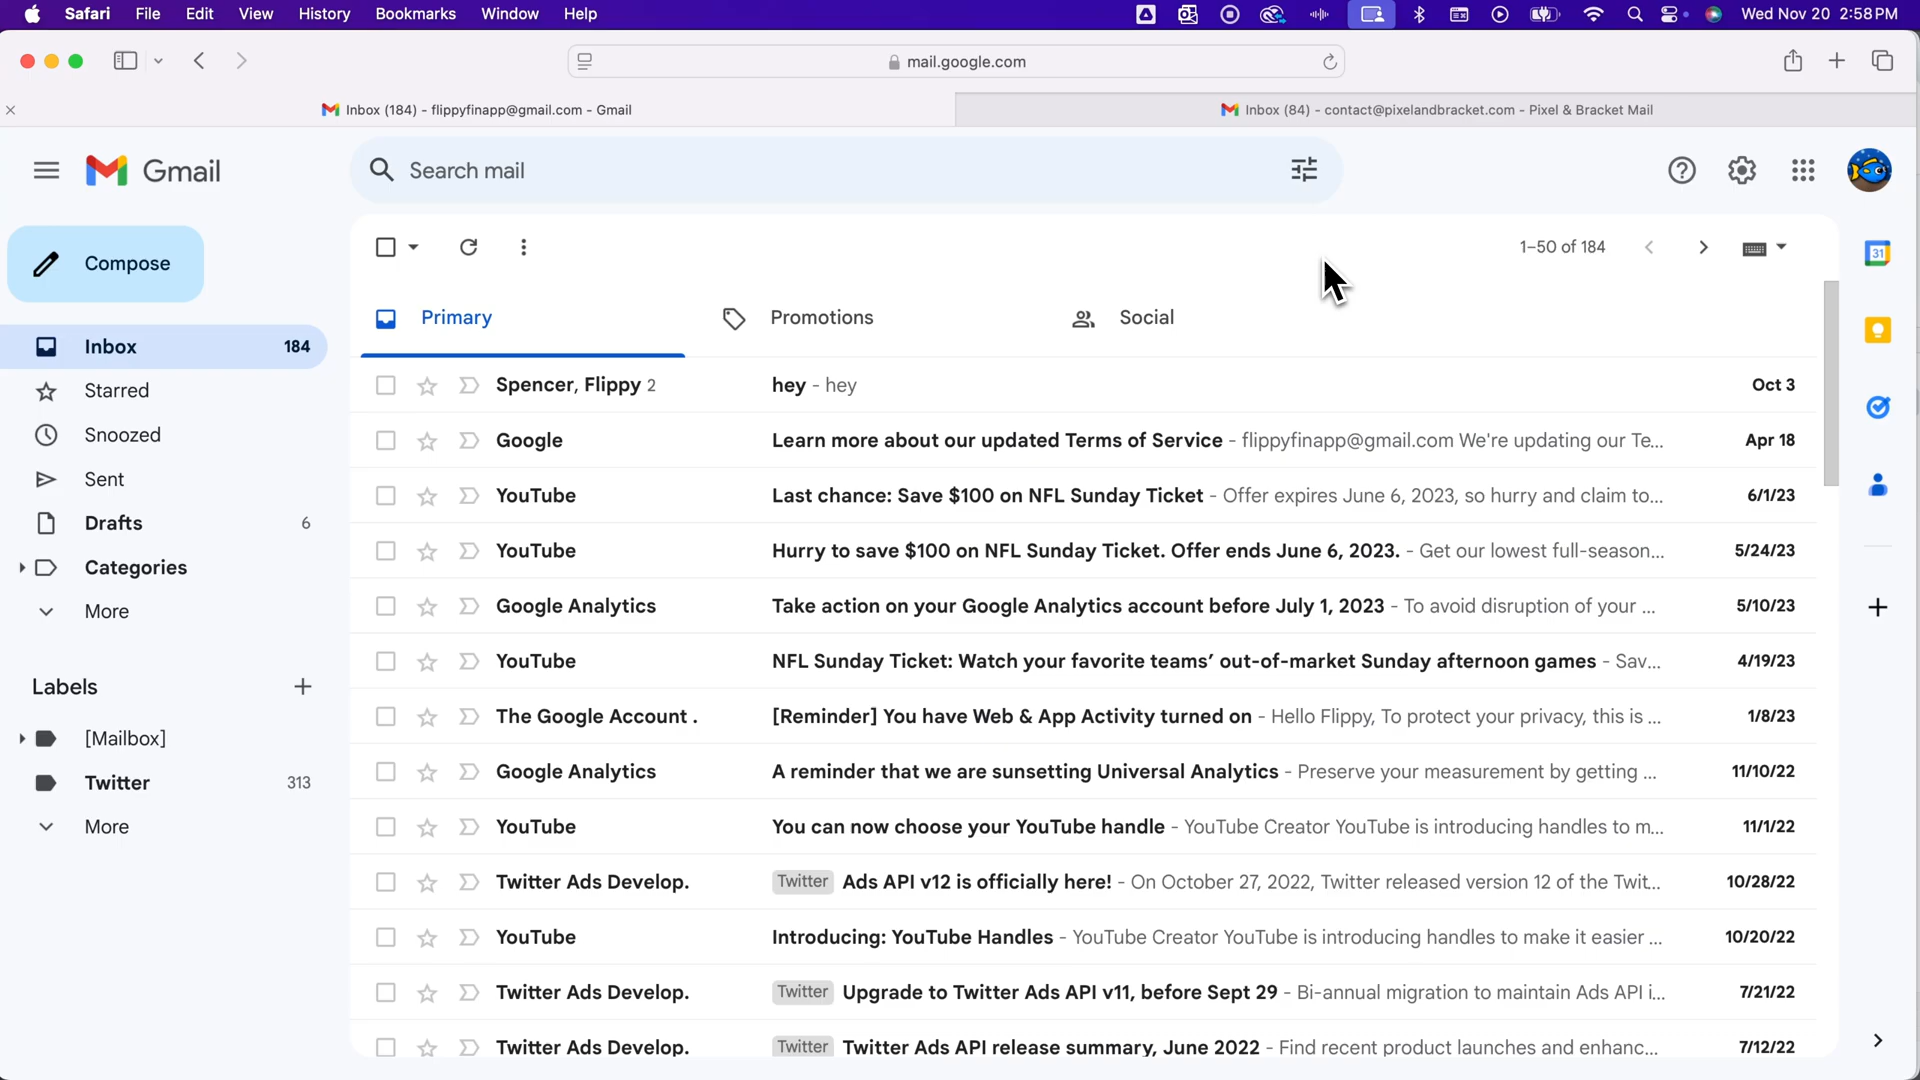 Safari File Edit View History Bookmarks Window Help Wed Nov 20 2:58 PM
mail.google.com
Inbox (184) - flippyfinapp@gmail.com - Gmail
Inbox (84) - contact@pixelandbracket.com - Pixel & Bracket Mail
Gmail
Search mail
Compose
1–50 of 184
Primary
Promotions
Social
Inbox 184
Starred
Snoozed
Sent
Drafts 6
Categories
More
Labels
[Mailbox]
Twitter 313
More
Spencer, Flippy 2 hey - hey Oct 3
Google Learn more about our updated Terms of Service - flippyfinapp@gmail.com We're updating our Te... Apr 18
YouTube Last chance: Save $100 on NFL Sunday Ticket - Offer expires June 6, 2023, so hurry and claim to... 6/1/23
YouTube Hurry to save $100 on NFL Sunday Ticket. Offer ends June 6, 2023. - Get our lowest full-season... 5/24/23
Google Analytics Take action on your Google Analytics account before July 1, 2023 - To avoid disruption of your ... 5/10/23
YouTube NFL Sunday Ticket: Watch your favorite teams’ out-of-market Sunday afternoon games - Sav... 4/19/23
The Google Account . [Reminder] You have Web & App Activity turned on - Hello Flippy, To protect your privacy, this is ... 1/8/23
Google Analytics A reminder that we are sunsetting Universal Analytics - Preserve your measurement by getting ... 11/10/22
YouTube You can now choose your YouTube handle - YouTube Creator YouTube is introducing handles to m... 11/1/22
Twitter Ads Develop. Twitter Ads API v12 is officially here! - On October 27, 2022, Twitter released version 12 of the Twit... 10/28/22
YouTube Introducing: YouTube Handles - YouTube Creator YouTube is introducing handles to make it easier ... 10/20/22
Twitter Ads Develop. Twitter Upgrade to Twitter Ads API v11, before Sept 29 - Bi-annual migration to maintain Ads API i... 7/21/22
Twitter Ads Develop. Twitter Twitter Ads API release summary, June 2022 - Find recent product launches and enhanc... 7/12/22
31